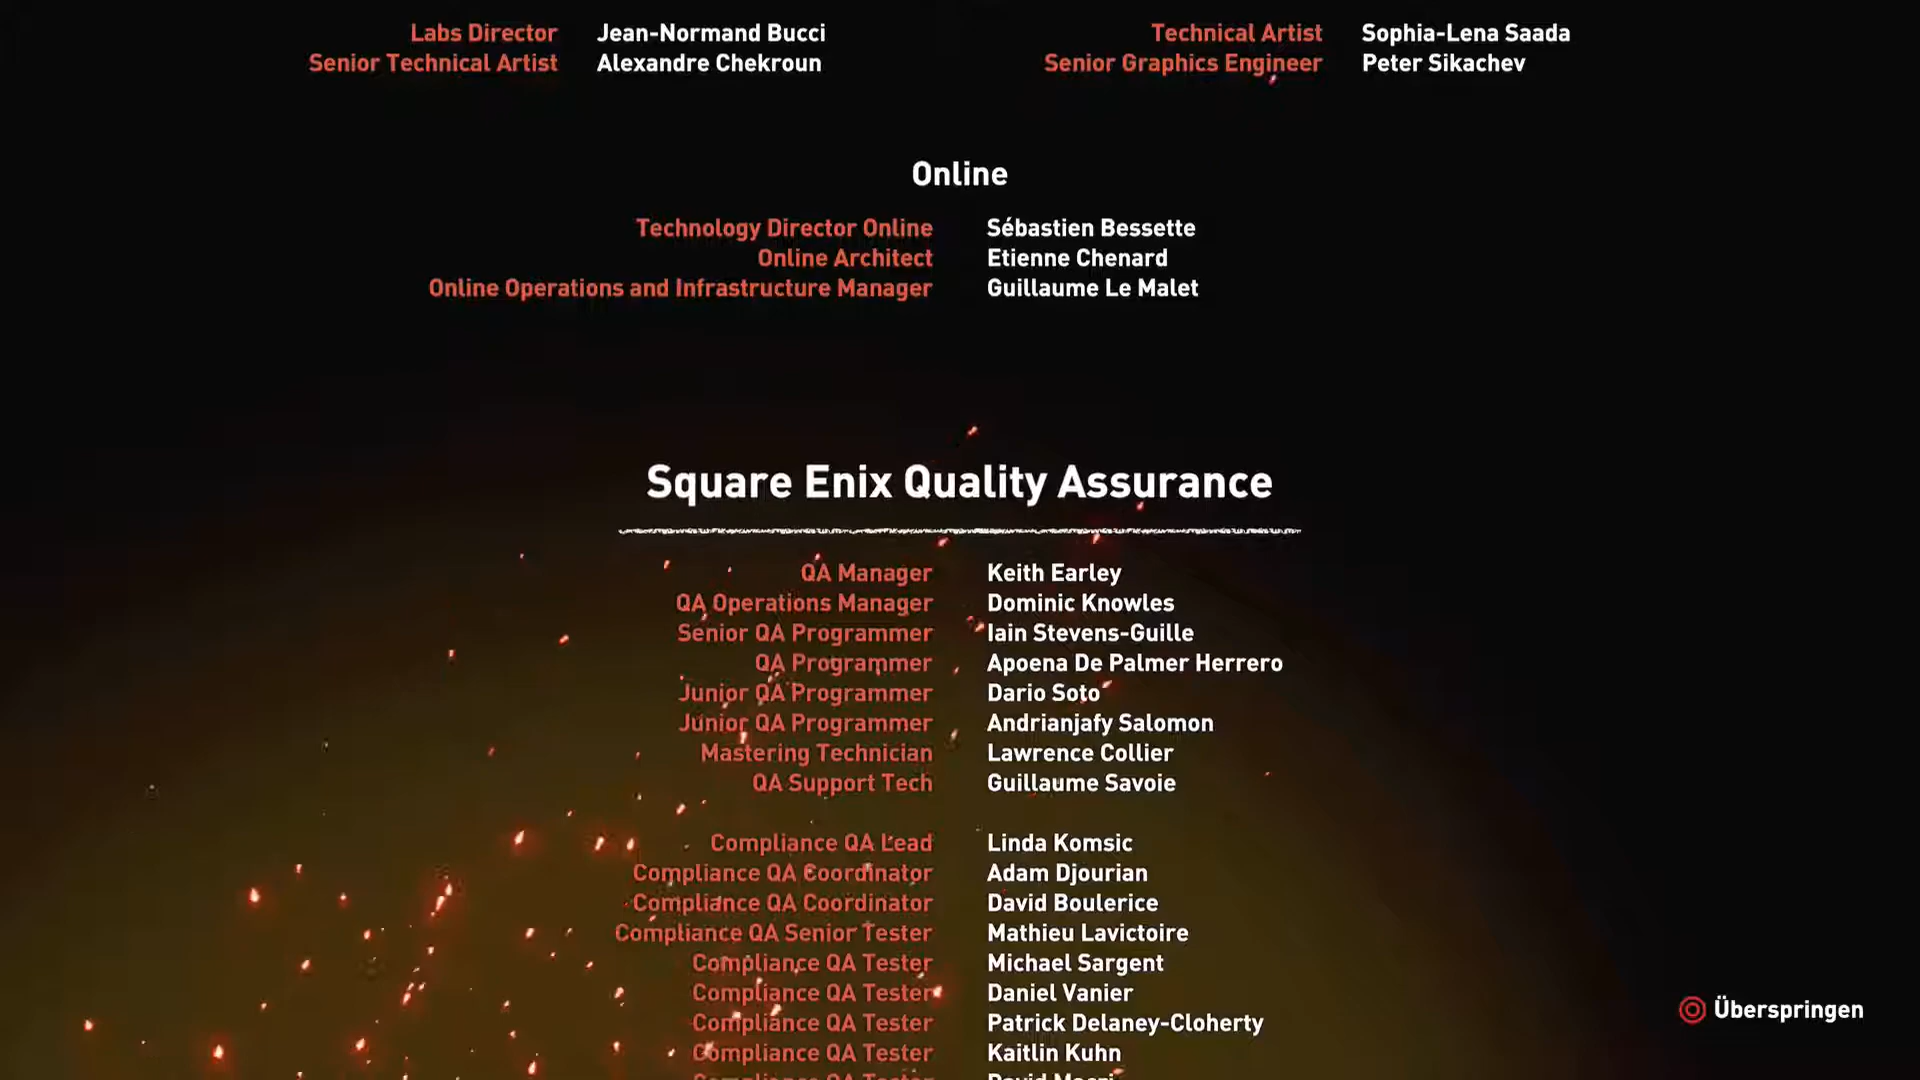 Labs Director Jean-Normand Bucci
Senior Technical Artist Alexandre Chekroun
Technical Artist Sophia-Lena Saada
Senior Graphics Engineer Peter Sikachev
Online
Technology Director Online Sébastien Bessette
Online Architect Etienne Chenard
Online Operations and Infrastructure Manager Guillaume Le Malet
Square Enix Quality Assurance
QA Manager Keith Earley
QA Operations Manager Dominic Knowles
Senior QA Programmer Iain Stevens-Guille
QA Programmer Apoena De Palmer Herrero
Junior QA Programmer Dario Soto
Junior QA Programmer Andrianjafy Salomon
Mastering Technician Lawrence Collier
QA Support Tech Guillaume Savoie
Compliance QA Lead Linda Komsic
Compliance QA Coordinator Adam Djourian
Compliance QA Coordinator David Boulerice
Compliance QA Senior Tester Mathieu Lavictoire
Compliance QA Tester Michael Sargent
Compliance QA Tester Daniel Vanier
Compliance QA Tester Patrick Delaney-Cloherty
Compliance QA Tester Kaitlin Kuhn
Compliance QA Tester David
Überspringen